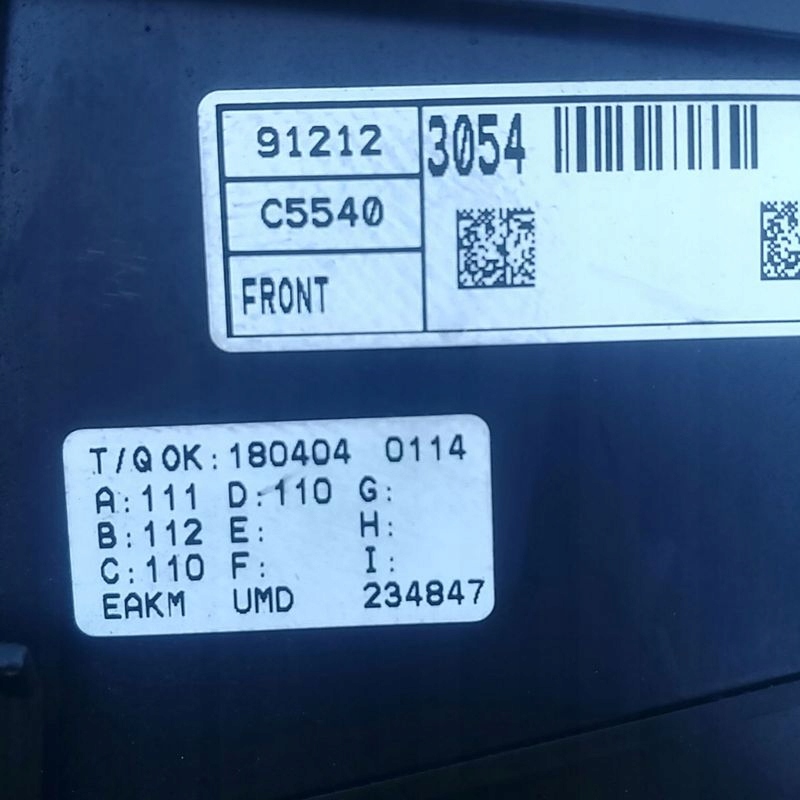 91212 3054
C5540
FRONT
T/Q OK:180404 0114
A:111 D:110 G:
B:112 E: H:
C:110 F: I:
EAKM UMD 234847